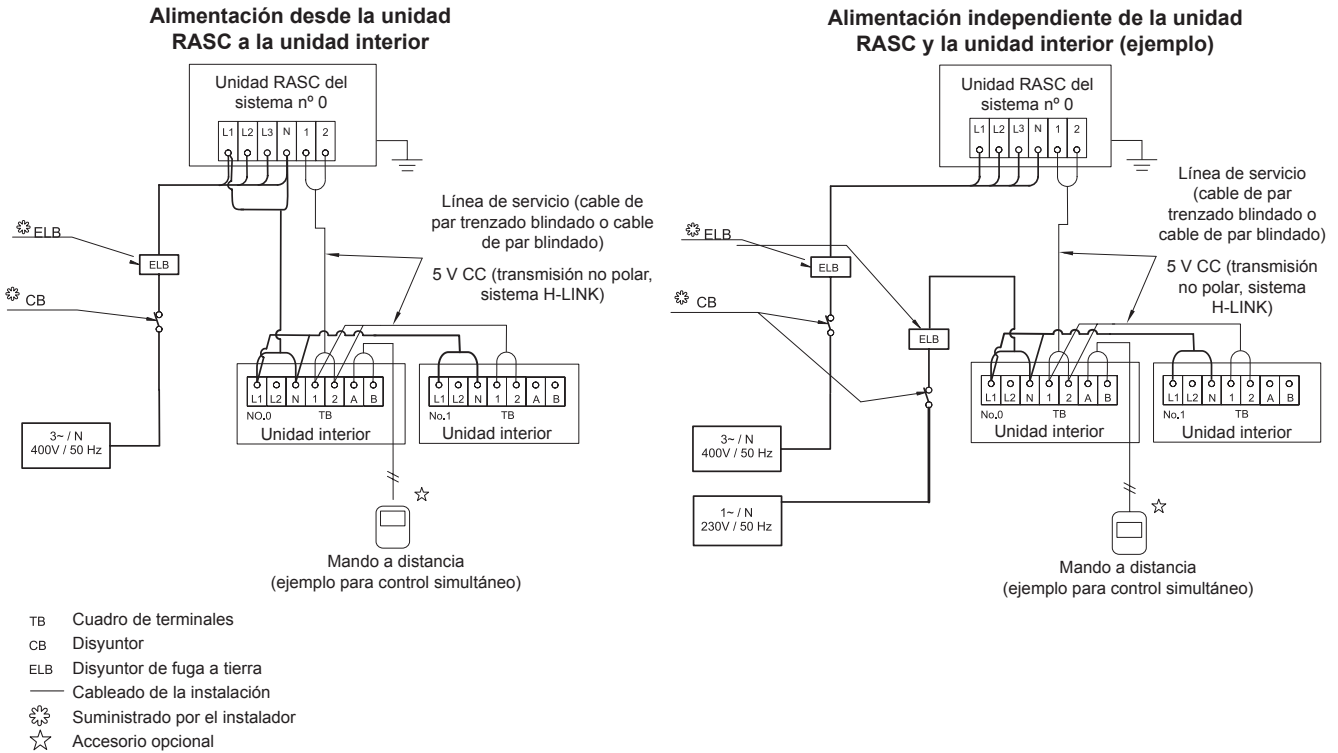 Alimentación desde la unidad
RASC a la unidad interior
Unidad RASC del
sistema nº 0
L1 L2 L3 N 1 2
ELB
ELB
CB
Línea de servicio (cable de
par trenzado blindado o cable
de par blindado)
5 V CC (transmisión no polar,
sistema H-LINK)
L1 L2 N 1 2 A B
NO.0 TB
Unidad interior
L1 L2 N 1 2 A B
No.1 TB
Unidad interior
3~ / N
400V / 50 Hz
Mando a distancia
(ejemplo para control simultáneo)
Alimentación independiente de la unidad
RASC y la unidad interior (ejemplo)
Unidad RASC del
sistema nº 0
L1 L2 L3 N 1 2
ELB
ELB
CB
ELB
Línea de servicio
(cable de par
trenzado blindado o
cable de par blindado)
5 V CC (transmisión
no polar, sistema
H-LINK)
L1 L2 N 1 2 A B
No.0 TB
Unidad interior
L1 L2 N 1 2 A B
No.1 TB
Unidad interior
3~ / N
400V / 50 Hz
1~ / N
230V / 50 Hz
Mando a distancia
(ejemplo para control simultáneo)
TB Cuadro de terminales
CB Disyuntor
ELB Disyuntor de fuga a tierra
Cableado de la instalación
Suministrado por el instalador
Accesorio opcional